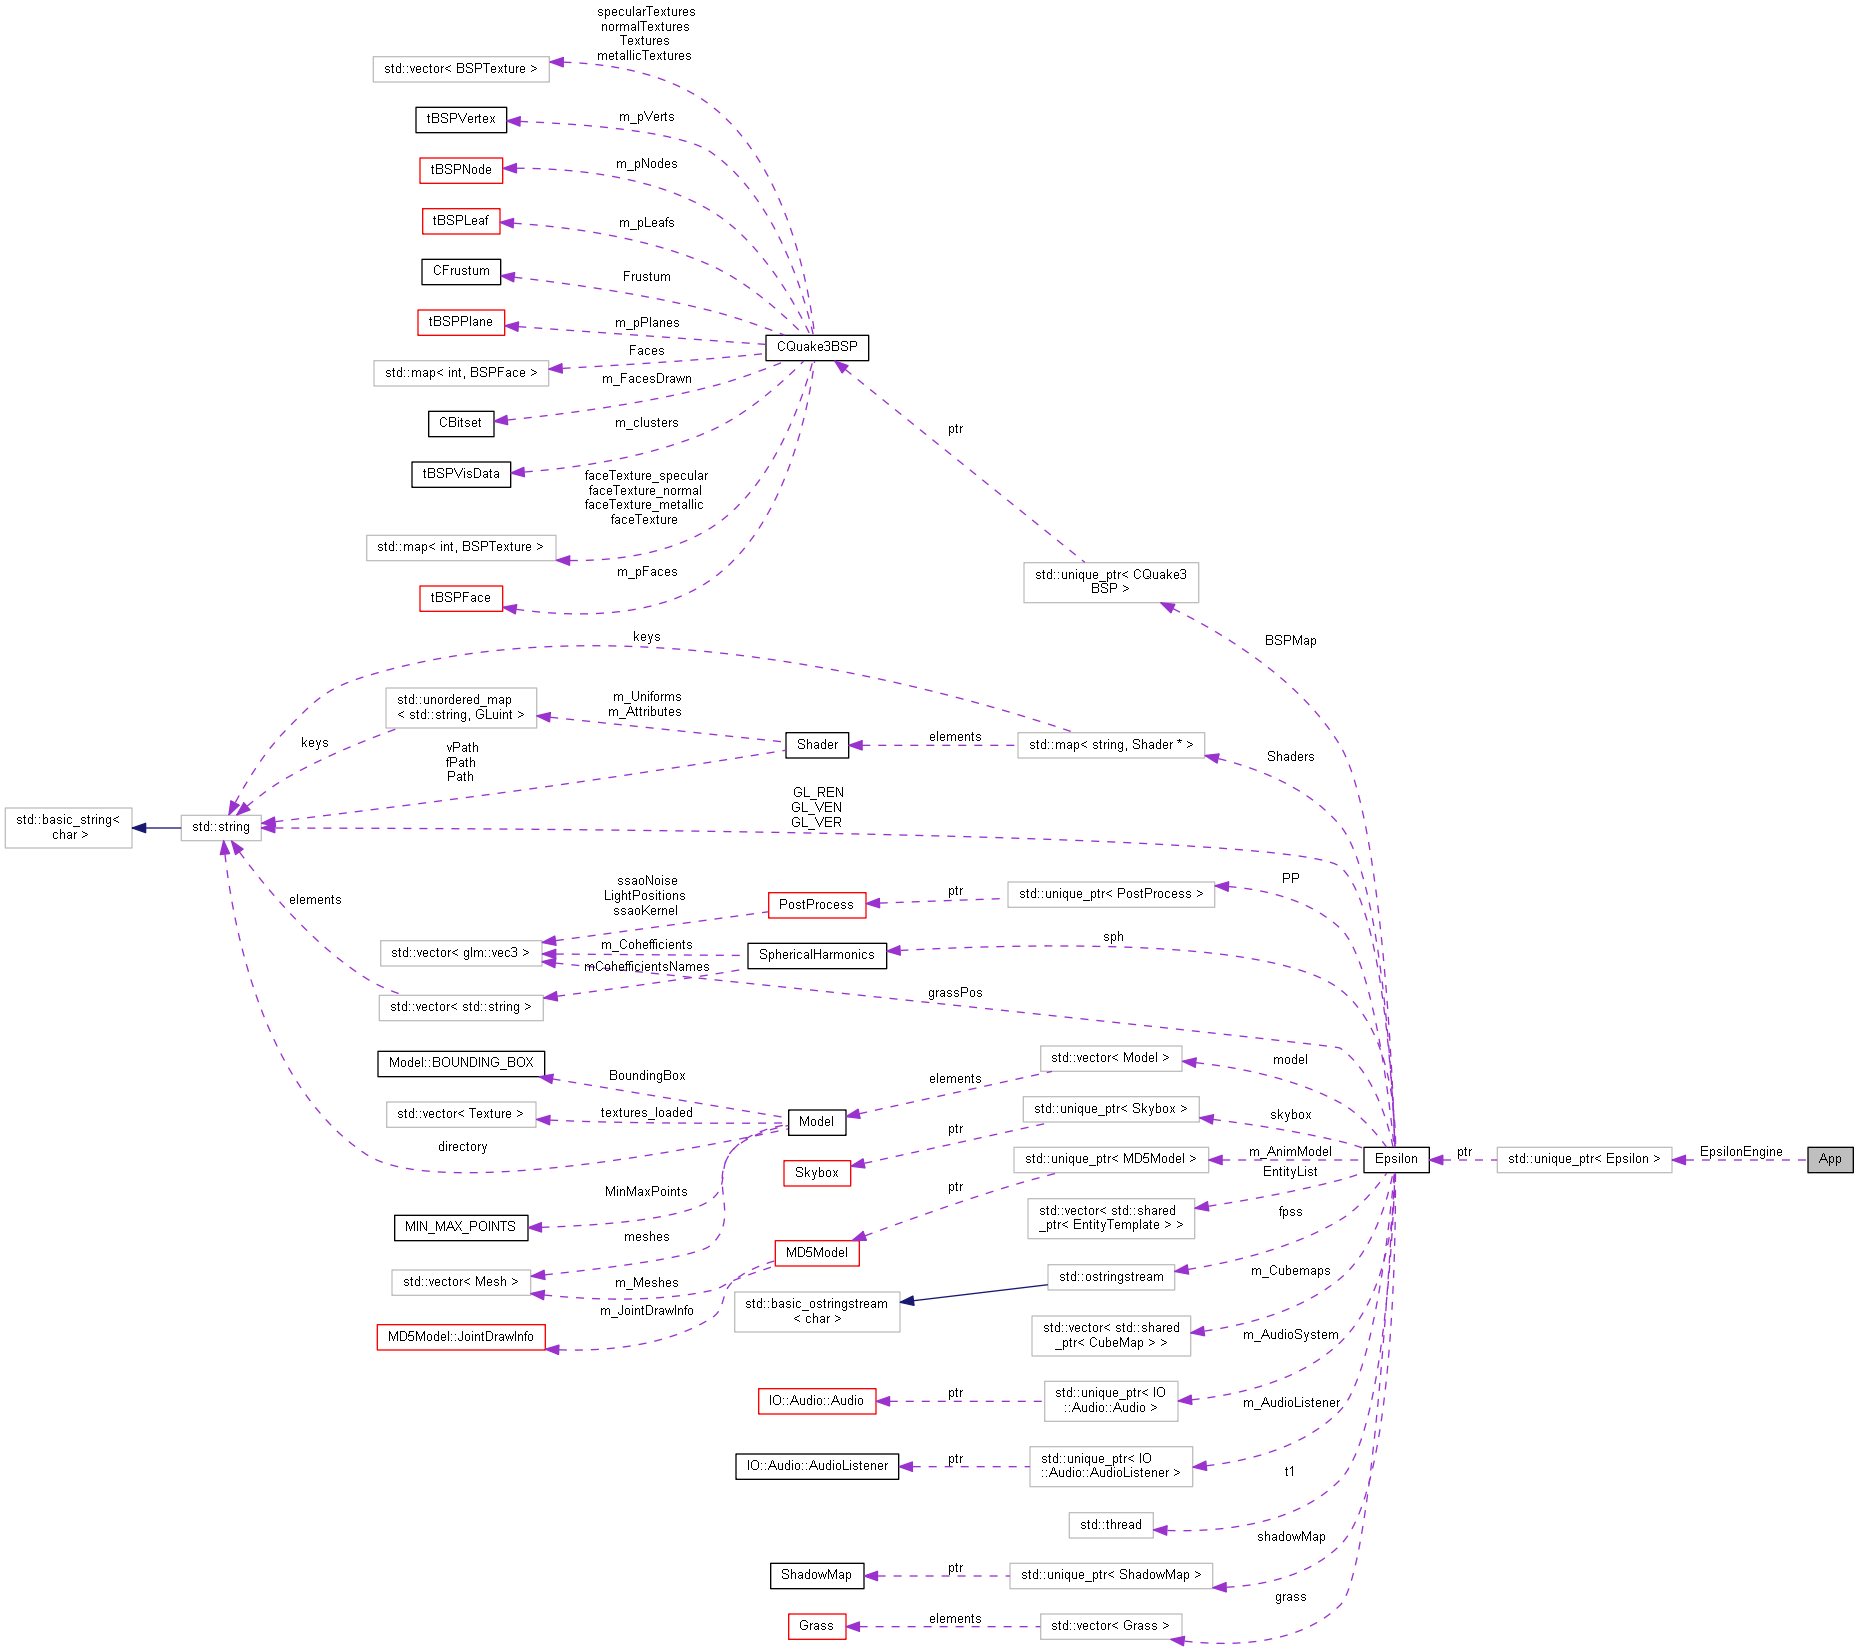 specularTextures
normalTextures
Textures
metallicTextures
std::vector< BSPTexture >
m_pVerts
tBSPVertex
m_pNodes
tBSPNode
m_pLeafs
tBSPLeaf
Frustum
CFrustum
m_pPlanes
tBSPPlane
CQuake3BSP
Faces
std::map< int, BSPFace >
m_FacesDrawn
CBitset
m_clusters
tBSPVisData
ptr
faceTexture_specular
faceTexture_normal
faceTexture_metallic
faceTexture
std::map< int, BSPTexture >
m_pFaces
tBSPFace
std::unique_ptr< CQuake3
BSP >
BSPMap
keys
std::unordered_map
< std::string, GLuint >
m_Uniforms
m_Attributes
keys
vPath
fPath
Path
Shader
elements
std::map< string, Shader * >
Shaders
std::basic_string<
char >
std::string
GL_REN
GL_VEN
GL_VER
elements
ssaoNoise
LightPositions
ssaoKernel
PostProcess
ptr
std::unique_ptr< PostProcess >
PP
std::vector< glm::vec3 >
m_Cohefficients
SphericalHarmonics
sph
mCohefficientsNames
std::vector< std::string >
grassPos
Model::BOUNDING_BOX
BoundingBox
std::vector< Texture >
textures_loaded
Model
elements
std::vector< Model >
model
directory
ptr
std::unique_ptr< Skybox >
skybox
Skybox
MinMaxPoints
MIN_MAX_POINTS
ptr
std::unique_ptr< MD5Model >
m_AnimModel
EntityList
Epsilon
ptr
std::unique_ptr< Epsilon >
EpsilonEngine
App
meshes
std::vector< Mesh >
m_Meshes
MD5Model
std::vector< std::shared
_ptr< EntityTemplate > >
fpss
m_JointDrawInfo
MD5Model::JointDrawInfo
std::basic_ostringstream
< char >
std::ostringstream
m_Cubemaps
std::vector< std::shared
_ptr< CubeMap > >
m_AudioSystem
IO::Audio::Audio
ptr
std::unique_ptr< IO
::Audio::Audio >
m_AudioListener
IO::Audio::AudioListener
ptr
std::unique_ptr< IO
::Audio::AudioListener >
t1
std::thread
shadowMap
ShadowMap
ptr
std::unique_ptr< ShadowMap >
grass
Grass
elements
std::vector< Grass >